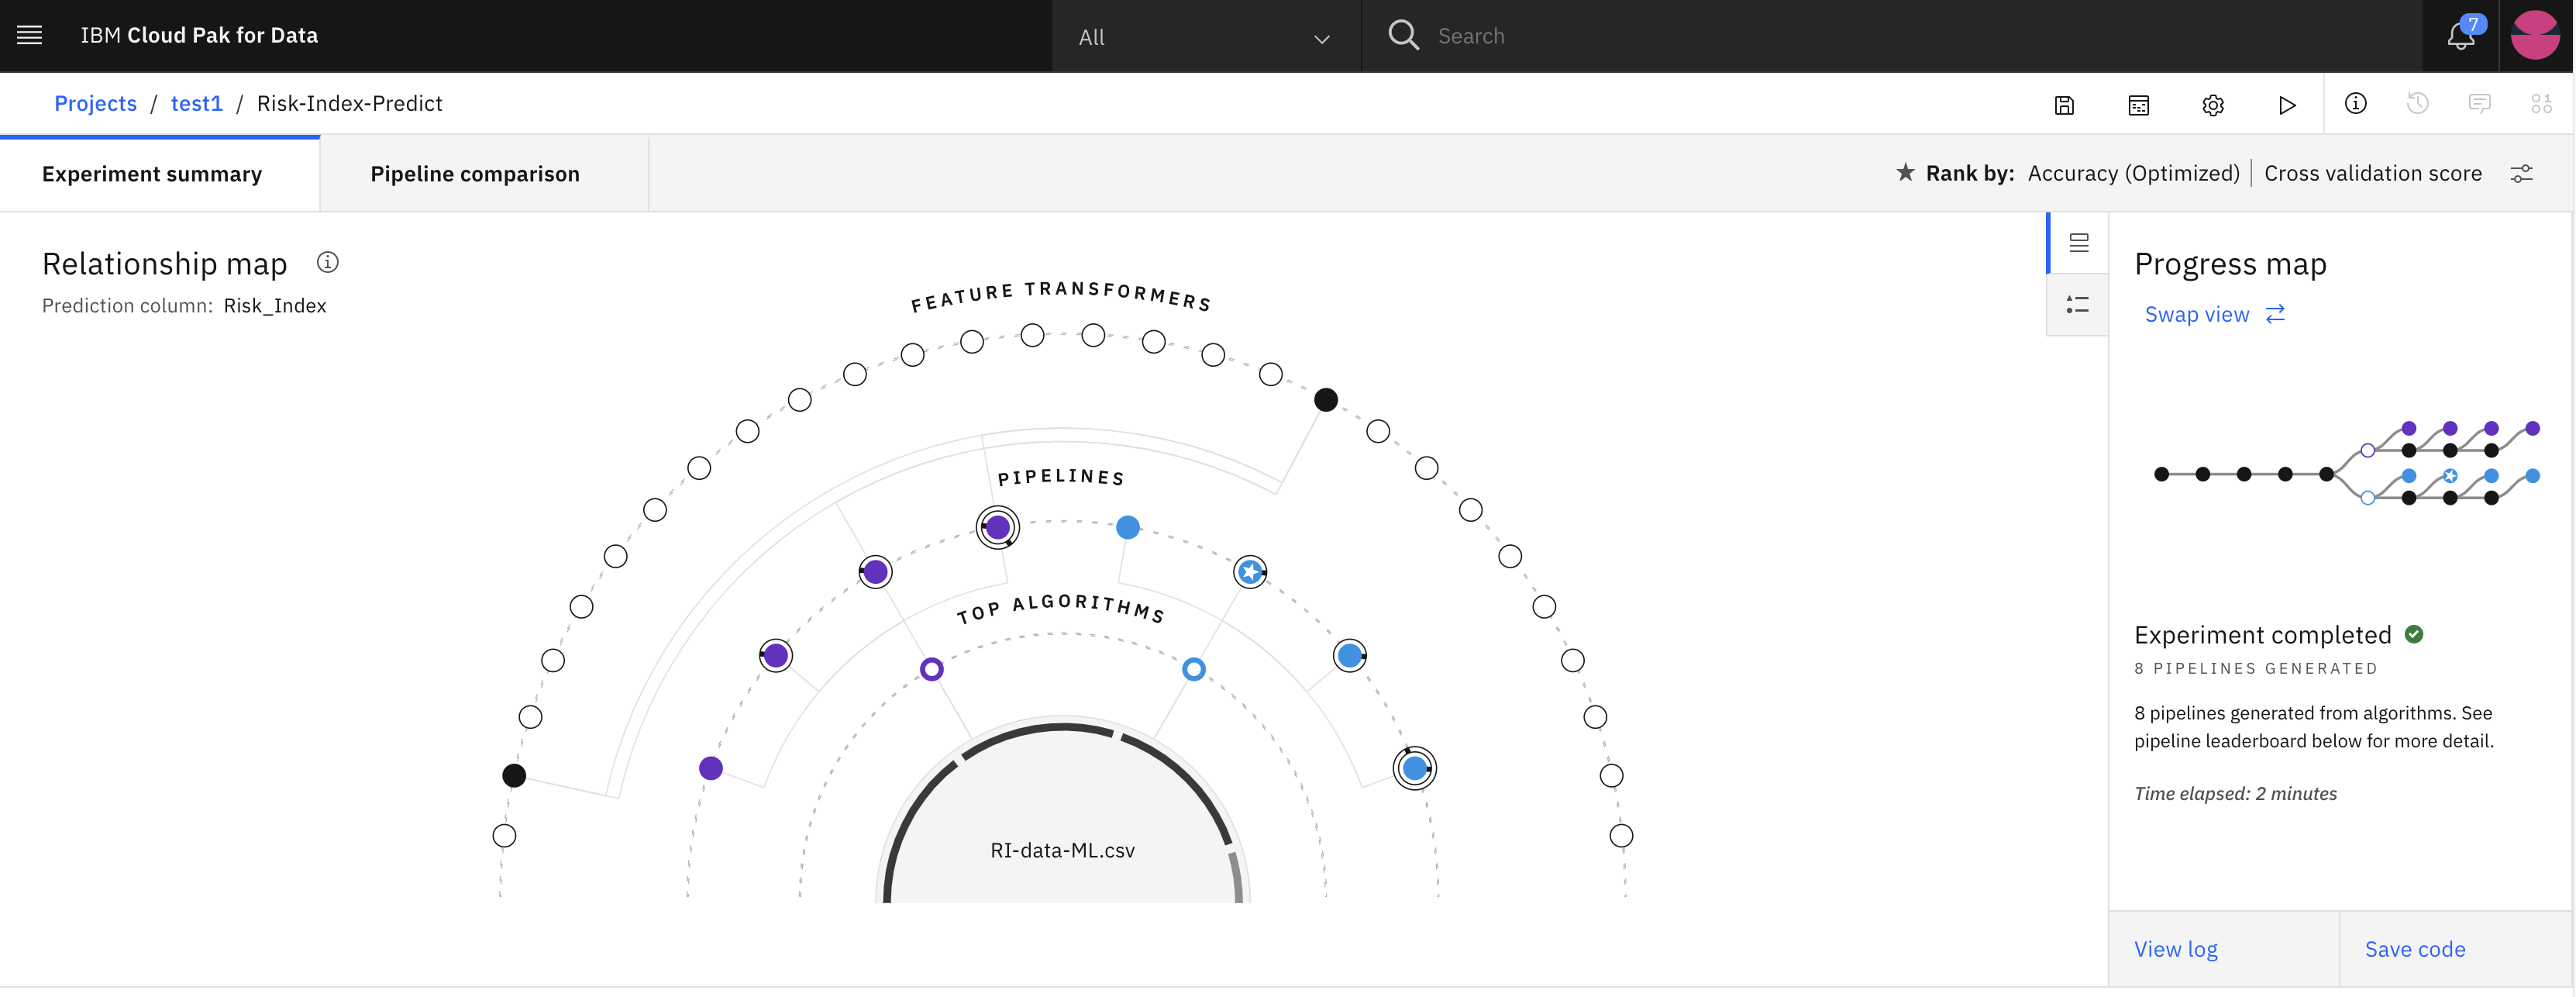 IBM Cloud Pak for Data
All
Search
7
Projects / test1 / Risk-Index-Predict
Experiment summary
Pipeline comparison
Rank by: Accuracy (Optimized) | Cross validation score
Relationship map
Prediction column: Risk_Index
FEATURE TRANSFORMERS
PIPELINES
TOP ALGORITHMS
RI-data-ML.csv
Progress map
Swap view
Experiment completed
8 PIPELINES GENERATED
8 pipelines generated from algorithms. See
pipeline leaderboard below for more detail.
Time elapsed: 2 minutes
View log
Save code